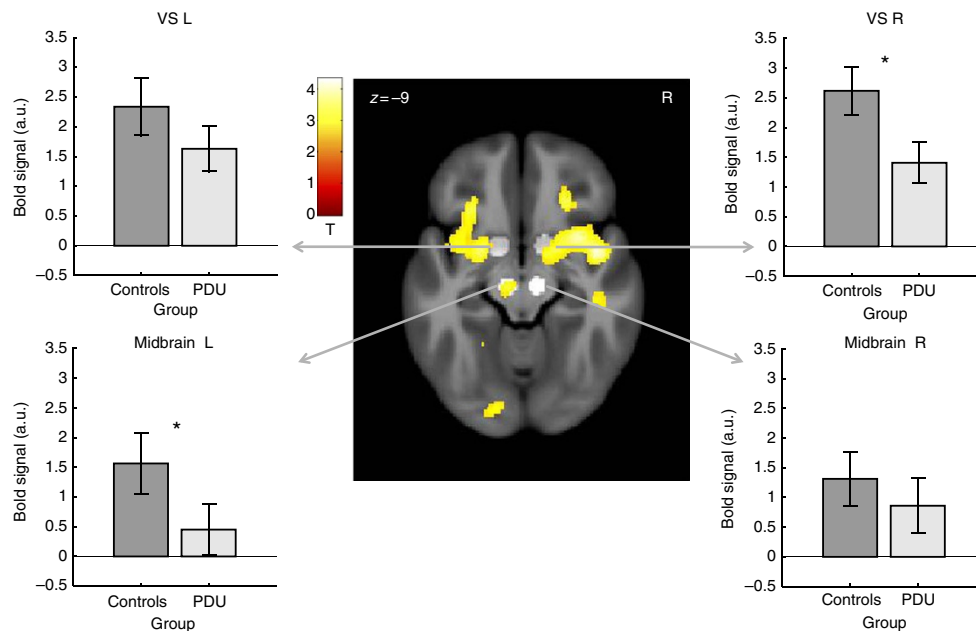 VS L
3.5
3
2.5
2
1.5
1
0.5
0
−0.5
Bold signal (a.u.)
Controls PDU
Group
4
3
2
1
0
T
z=−9
R
VS R
*
3.5
3
2.5
2
1.5
1
0.5
0
−0.5
Bold signal (a.u.)
Controls PDU
Group
Midbrain L
*
3.5
3
2.5
2
1.5
1
0.5
0
−0.5
Bold signal (a.u.)
Controls PDU
Group
Midbrain R
3.5
3
2.5
2
1.5
1
0.5
0
−0.5
Bold signal (a.u.)
Controls PDU
Group